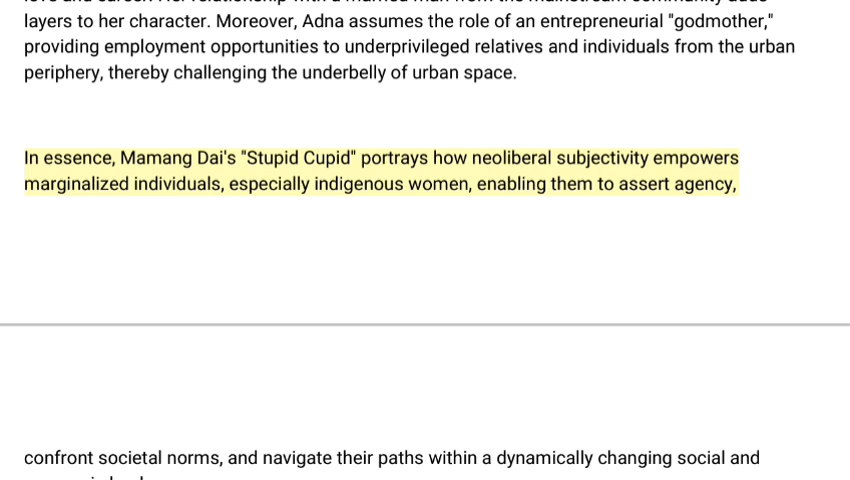 layers to her character. Moreover, Adna assumes the role of an entrepreneurial "godmother,"
providing employment opportunities to underprivileged relatives and individuals from the urban
periphery, thereby challenging the underbelly of urban space.
In essence, Mamang Dai's "Stupid Cupid" portrays how neoliberal subjectivity empowers
marginalized individuals, especially indigenous women, enabling them to assert agency,
confront societal norms, and navigate their paths within a dynamically changing social and